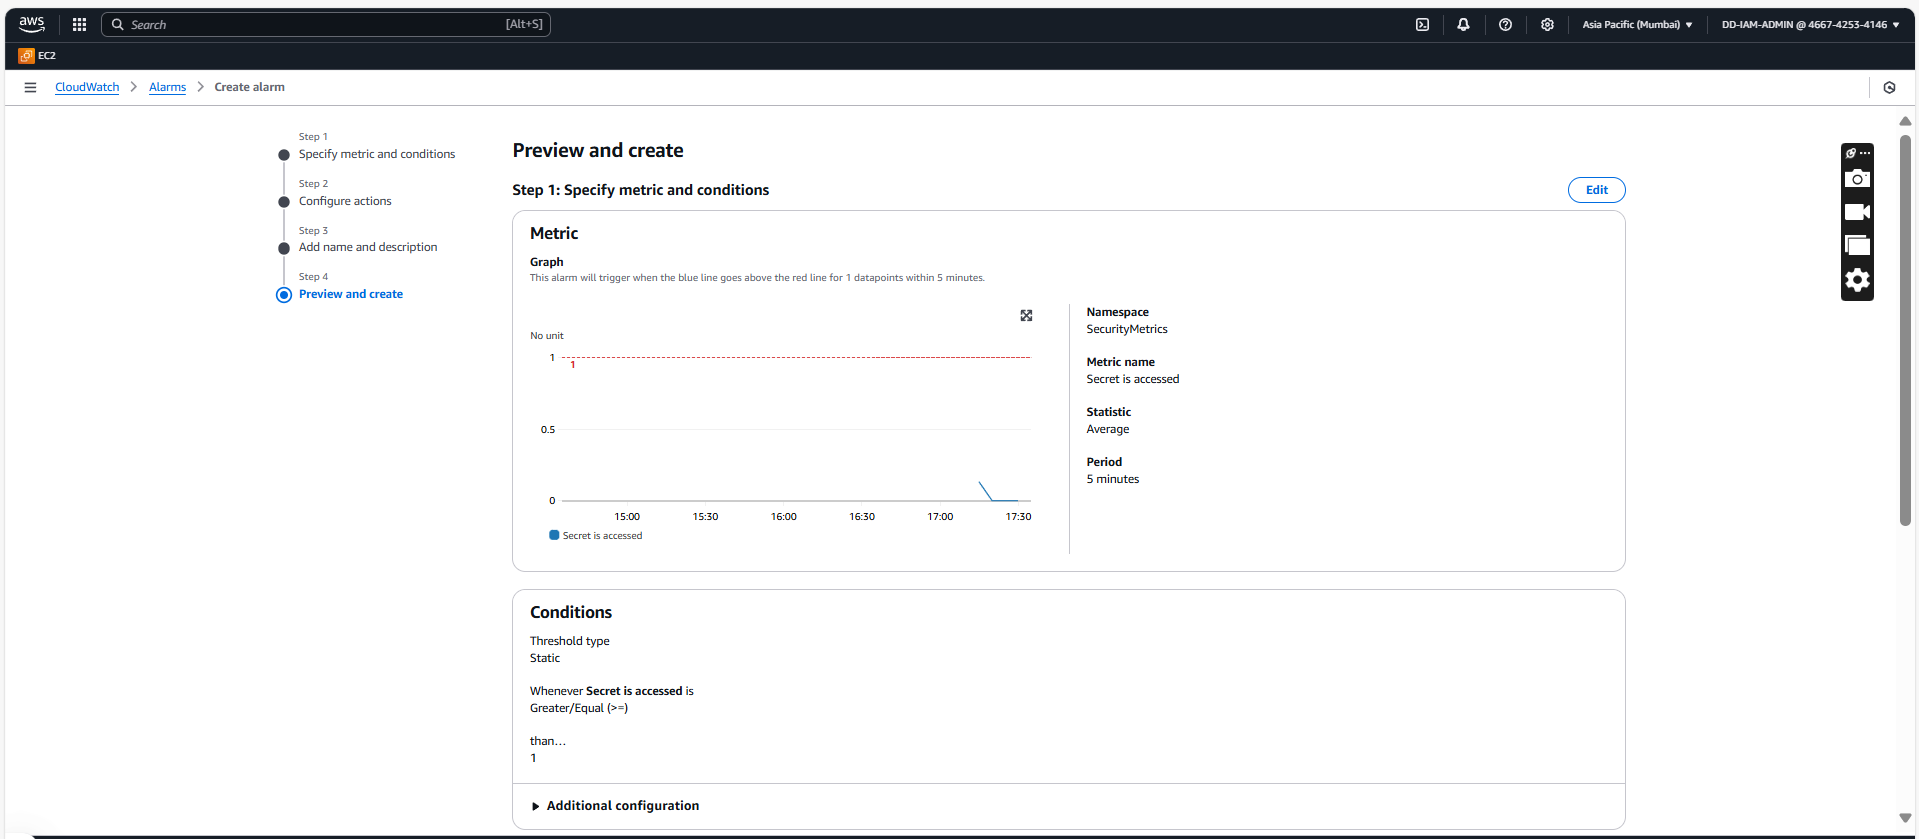 aws
Search [Alt+S]
Asia Pacific (Mumbai) ▼
DD-IAM-ADMIN @ 4667-4253-4146 ▼
EC2
CloudWatch > Alarms > Create alarm
Step 1
Specify metric and conditions
Step 2
Configure actions
Step 3
Add name and description
Step 4
Preview and create
Preview and create
Step 1: Specify metric and conditions
Edit
Metric
Graph
This alarm will trigger when the blue line goes above the red line for 1 datapoints within 5 minutes.
No unit
1
1
0.5
0
15:00 15:30 16:00 16:30 17:00 17:30
Secret is accessed
Namespace
SecurityMetrics
Metric name
Secret is accessed
Statistic
Average
Period
5 minutes
Conditions
Threshold type
Static
Whenever Secret is accessed is
Greater/Equal (>=)
than...
1
Additional configuration